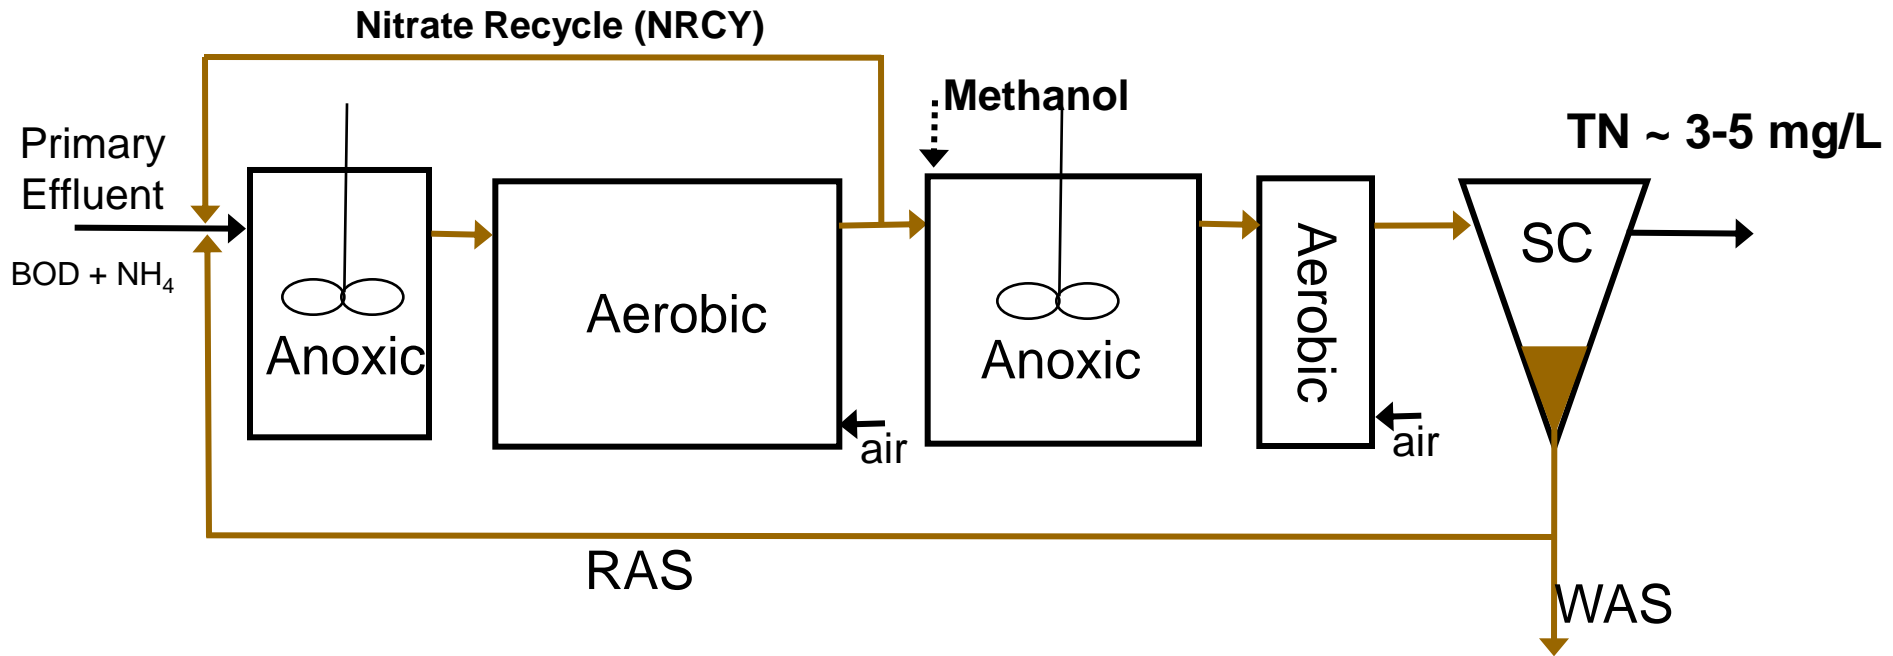 Nitrate Recycle (NRCY)
Methanol
TN ~ 3-5 mg/L
Primary
Effluent
BOD + NH₄
Anoxic
Aerobic
air
Anoxic
Aerobic
air
SC
RAS
WAS